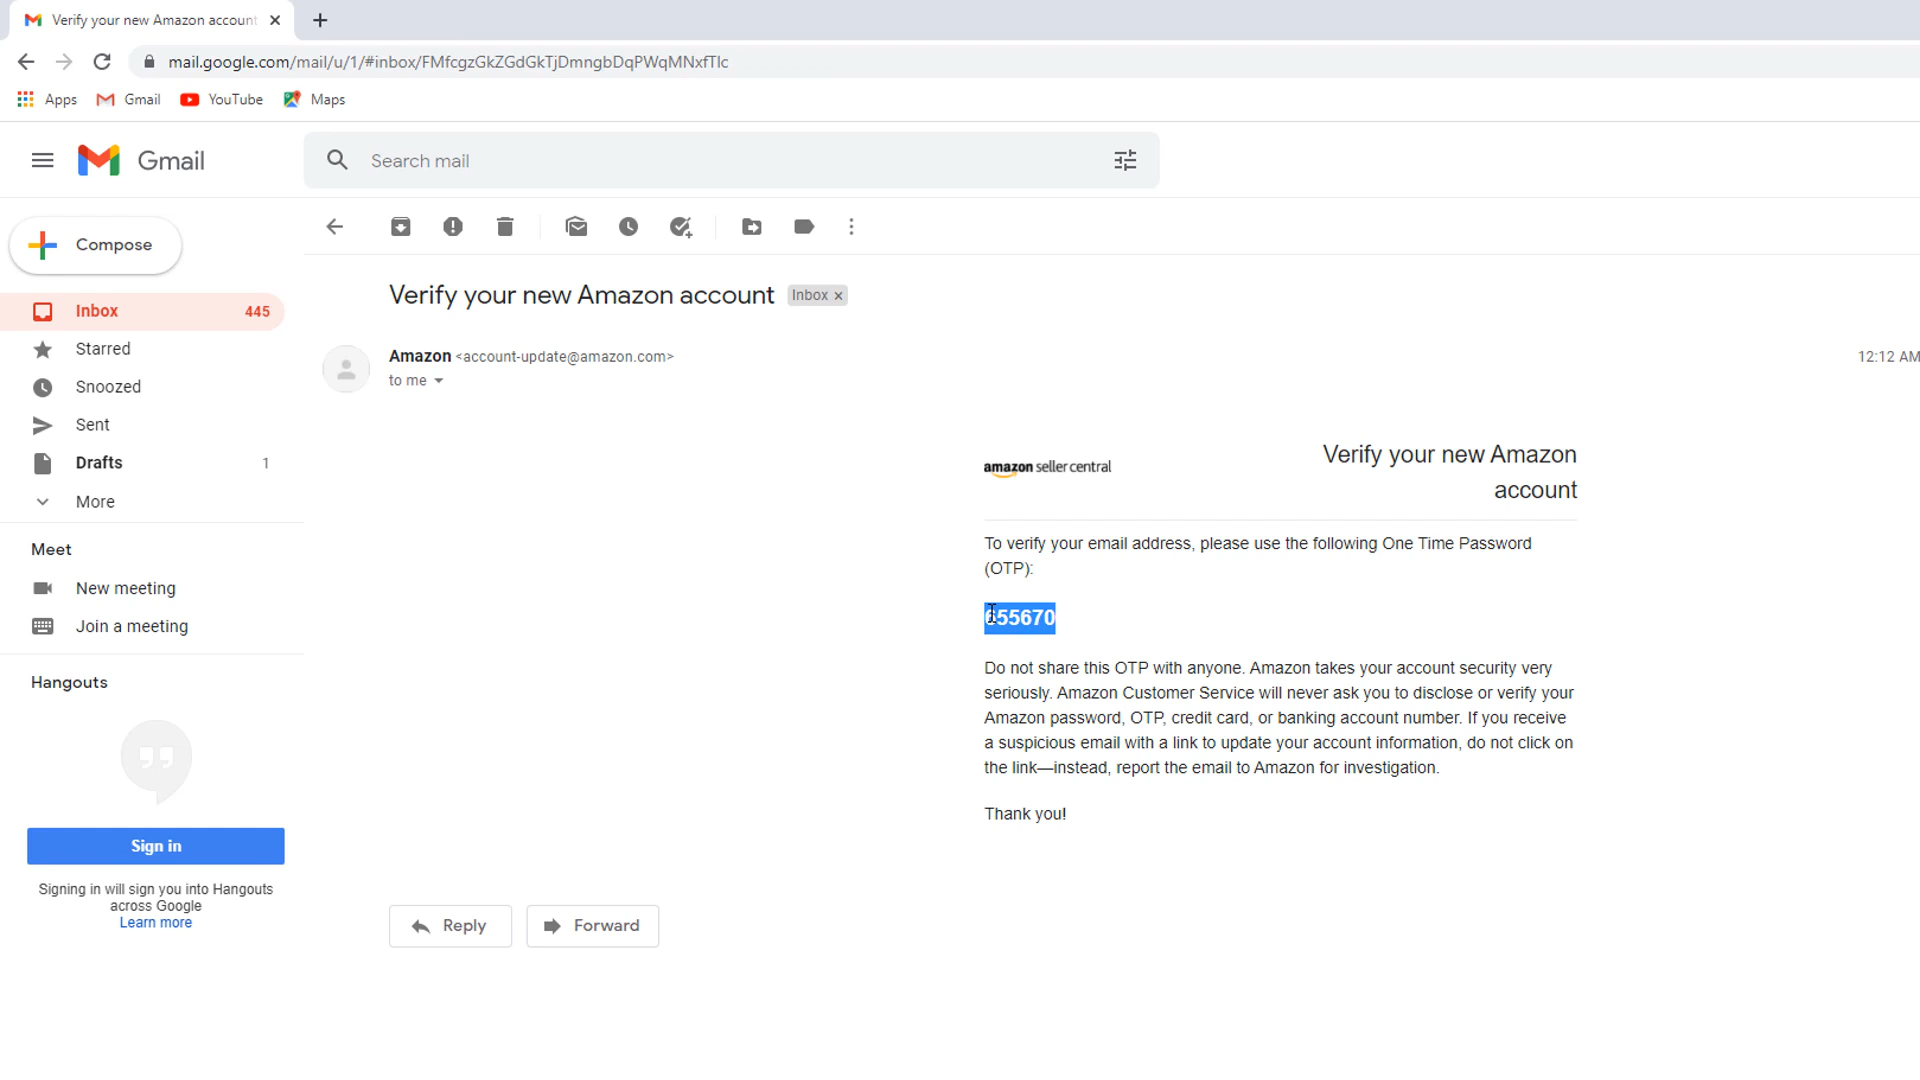 Verify your new Amazon account
mail.google.com/mail/u/1/#inbox/FMfcgzGkZGdGkTjDmngbDqPWqMNxfTlc
Apps Gmail YouTube Maps
Gmail
Search mail
Compose
Inbox 445
Starred
Snoozed
Sent
Drafts 1
More
Meet
New meeting
Join a meeting
Hangouts
Sign in
Signing in will sign you into Hangouts
across Google
Learn more
Verify your new Amazon account Inbox x
Amazon <account-update@amazon.com>
12:12 AM
to me
amazon seller central
Verify your new Amazon
account
To verify your email address, please use the following One Time Password
(OTP):
655670
Do not share this OTP with anyone. Amazon takes your account security very
seriously. Amazon Customer Service will never ask you to disclose or verify your
Amazon password, OTP, credit card, or banking account number. If you receive
a suspicious email with a link to update your account information, do not click on
the link—instead, report the email to Amazon for investigation.
Thank you!
Reply Forward